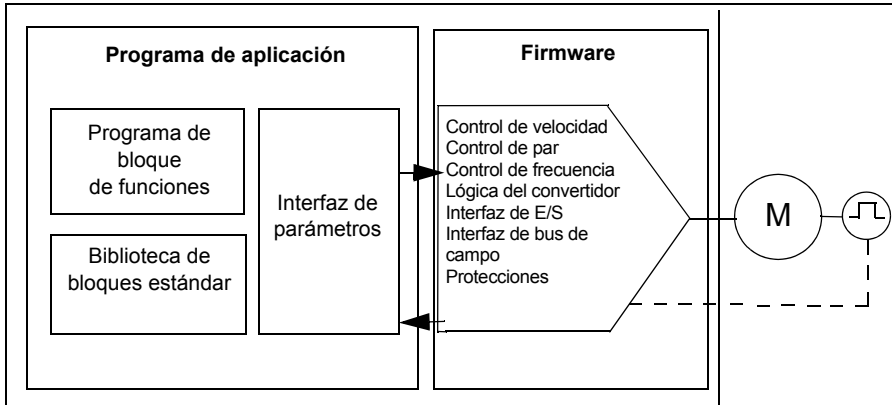 Programa de aplicación
Firmware
Programa de
bloque
de funciones
Biblioteca de
bloques estándar
Interfaz de
parámetros
Control de velocidad
Control de par
Control de frecuencia
Lógica del convertidor
Interfaz de E/S
Interfaz de bus de
campo
Protecciones
M